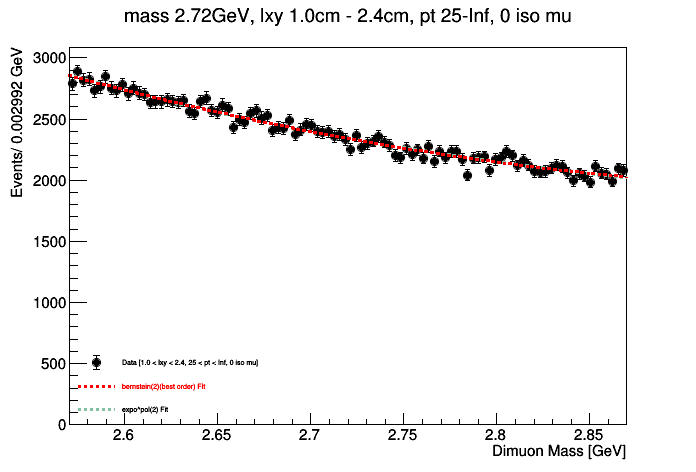 mass 2.72GeV, lxy 1.0cm - 2.4cm, pt 25-Inf, 0 iso mu
Events/ 0.002992 GeV
3000
2500
2000
1500
1000
500
0
Data [1.0 < lxy < 2.4, 25 < pt < Inf, 0 iso mu]
bernstein(2)(best order) Fit
expo*pol(2) Fit
2.6 2.65 2.7 2.75 2.8 2.85
Dimuon Mass [GeV]